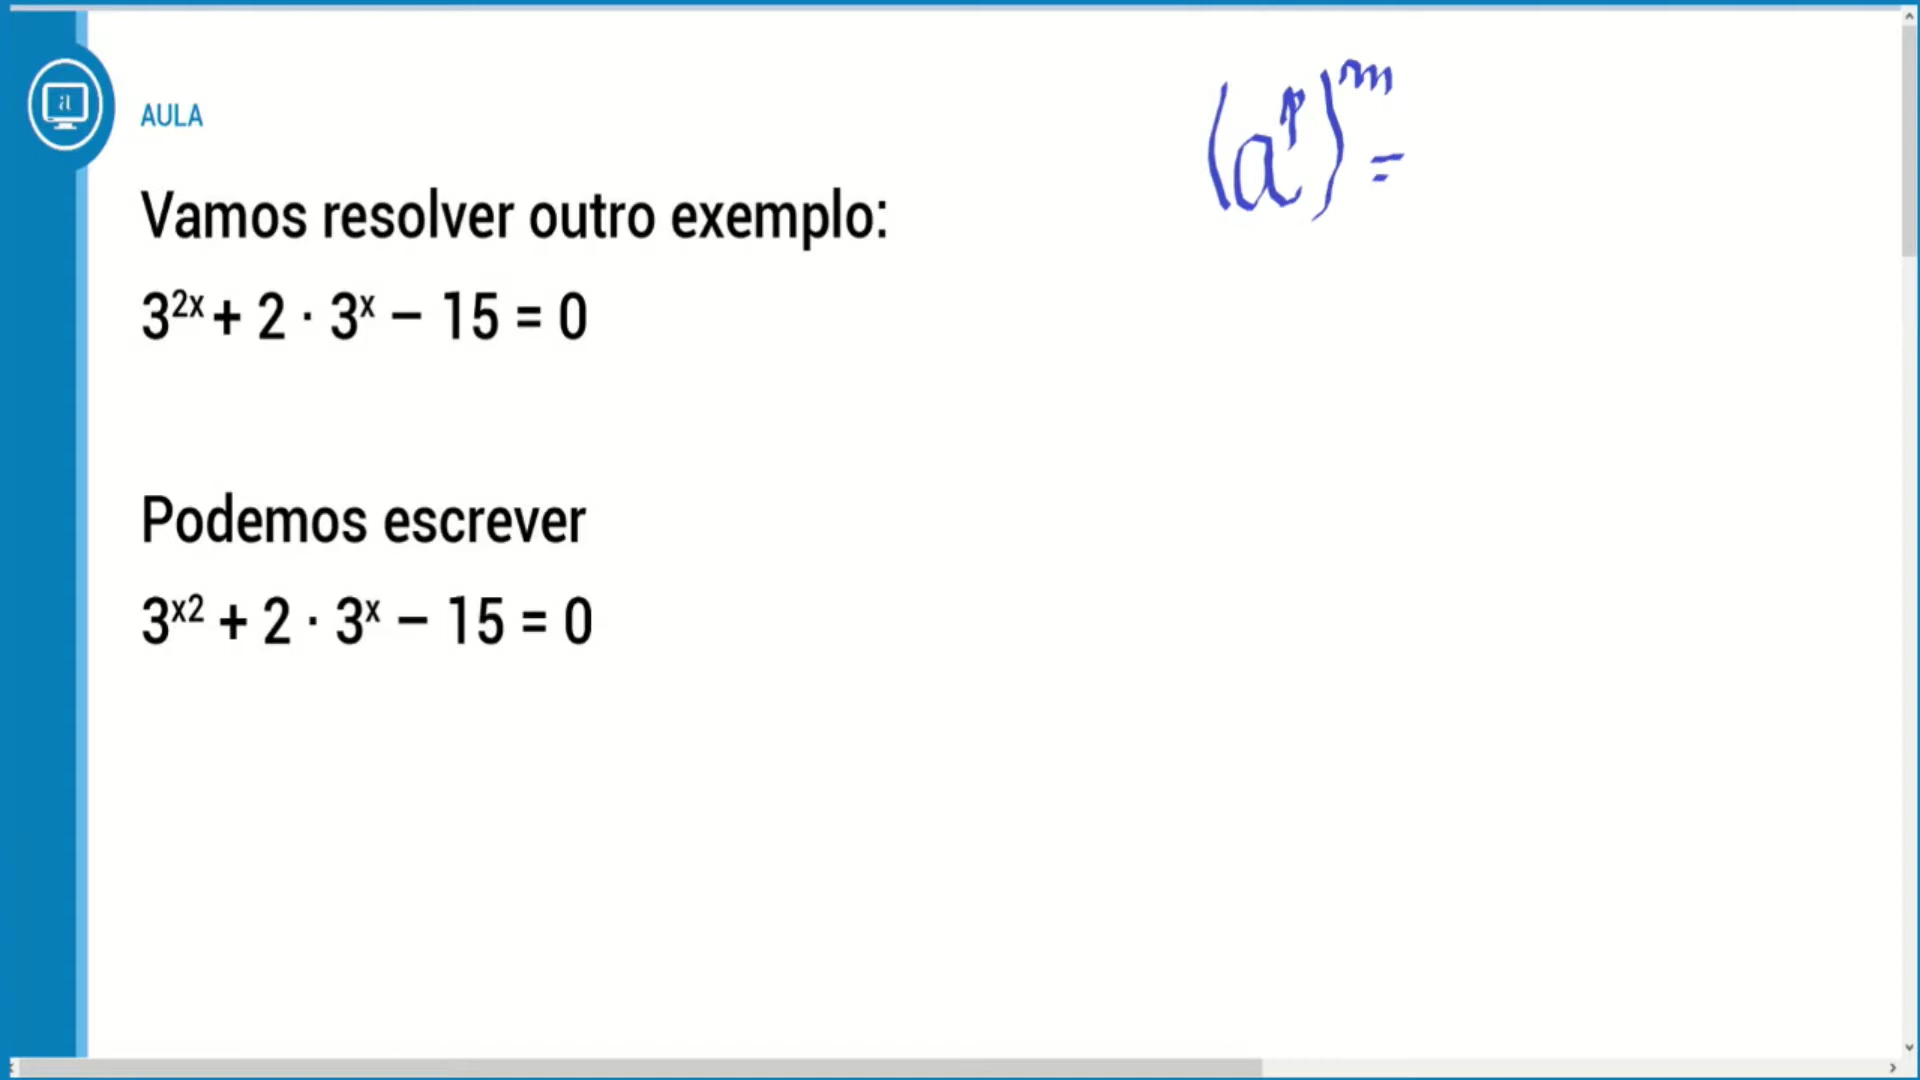 a
AULA
(a^p)^m =
Vamos resolver outro exemplo:
3^2x + 2 · 3^x – 15 = 0
Podemos escrever
3^x2 + 2 · 3^x – 15 = 0